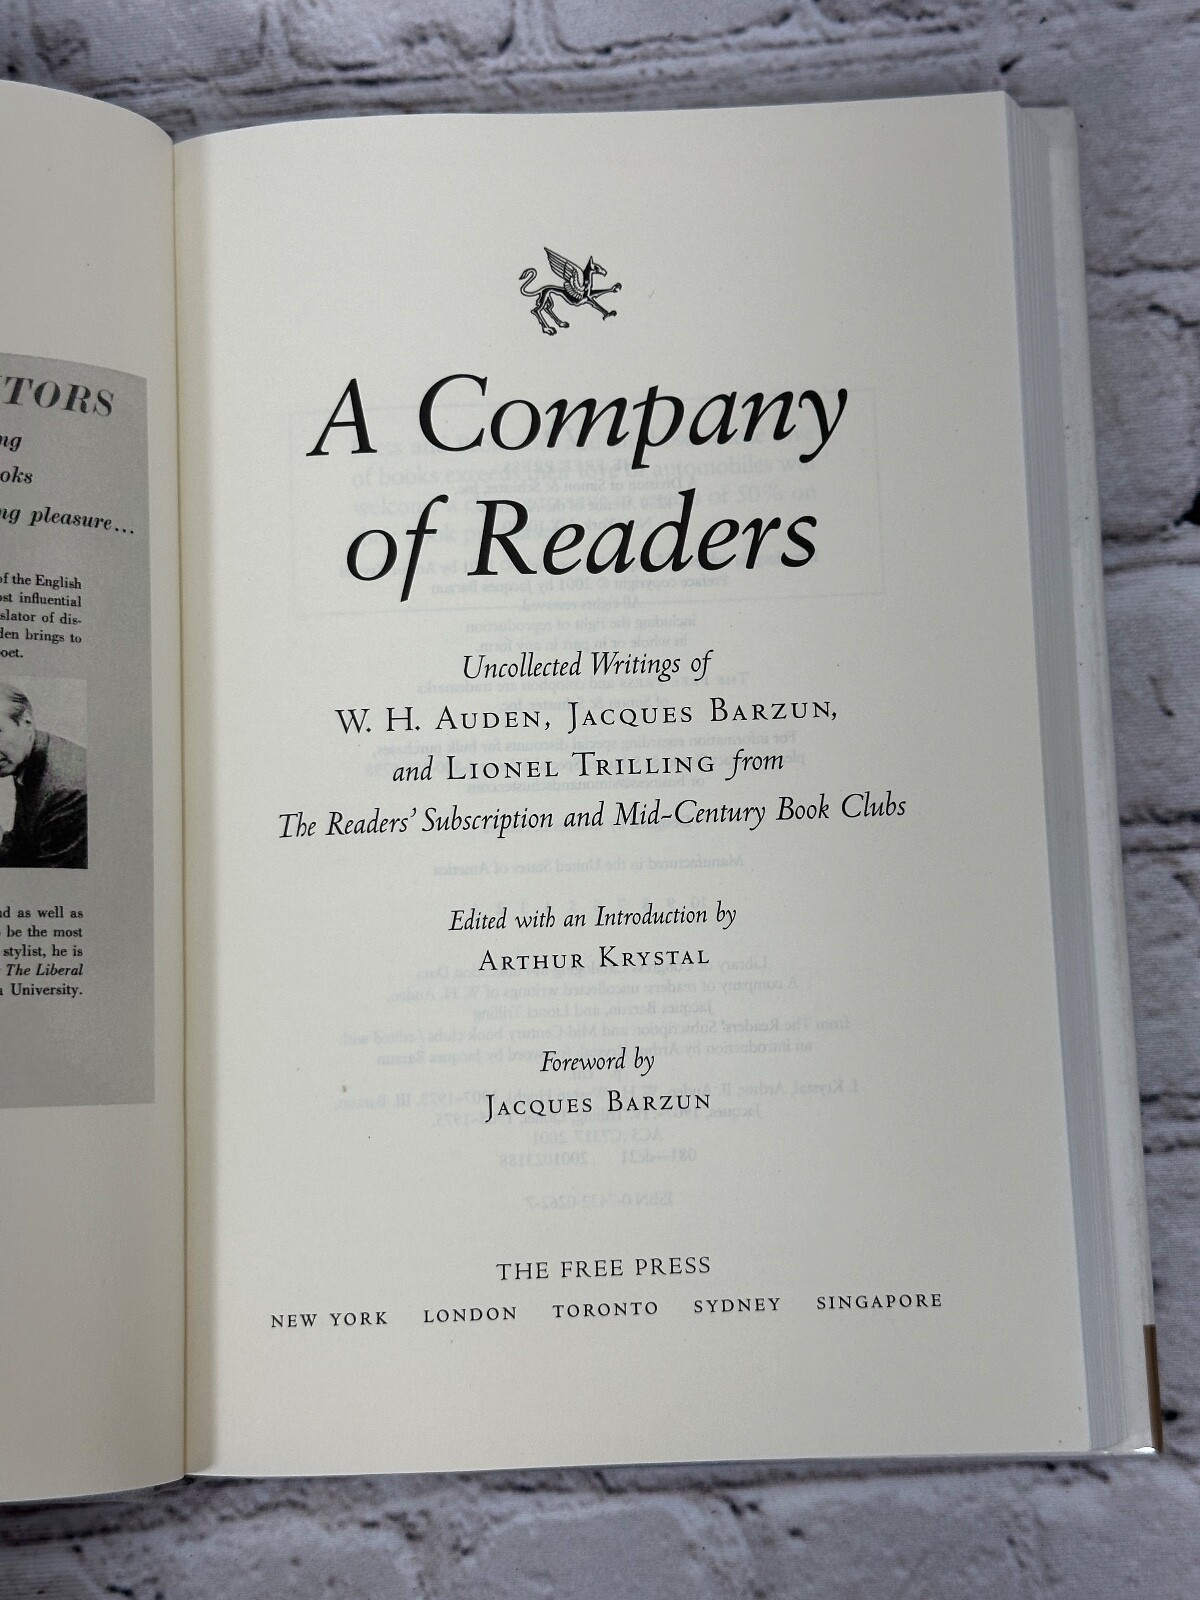 TORS
ng
oks
ng pleasure...
of the English
ost influential
slator of dis-
den brings to
oet.
nd as well as
be the most
stylist, he is
The Liberal
University.
A Company
of Readers
Uncollected Writings of
W. H. AUDEN, JACQUES BARZUN,
and LIONEL TRILLING from
The Readers' Subscription and Mid-Century Book Clubs
Edited with an Introduction by
ARTHUR KRYSTAL
Foreword by
JACQUES BARZUN
THE FREE PRESS
NEW YORK LONDON TORONTO SYDNEY SINGAPORE